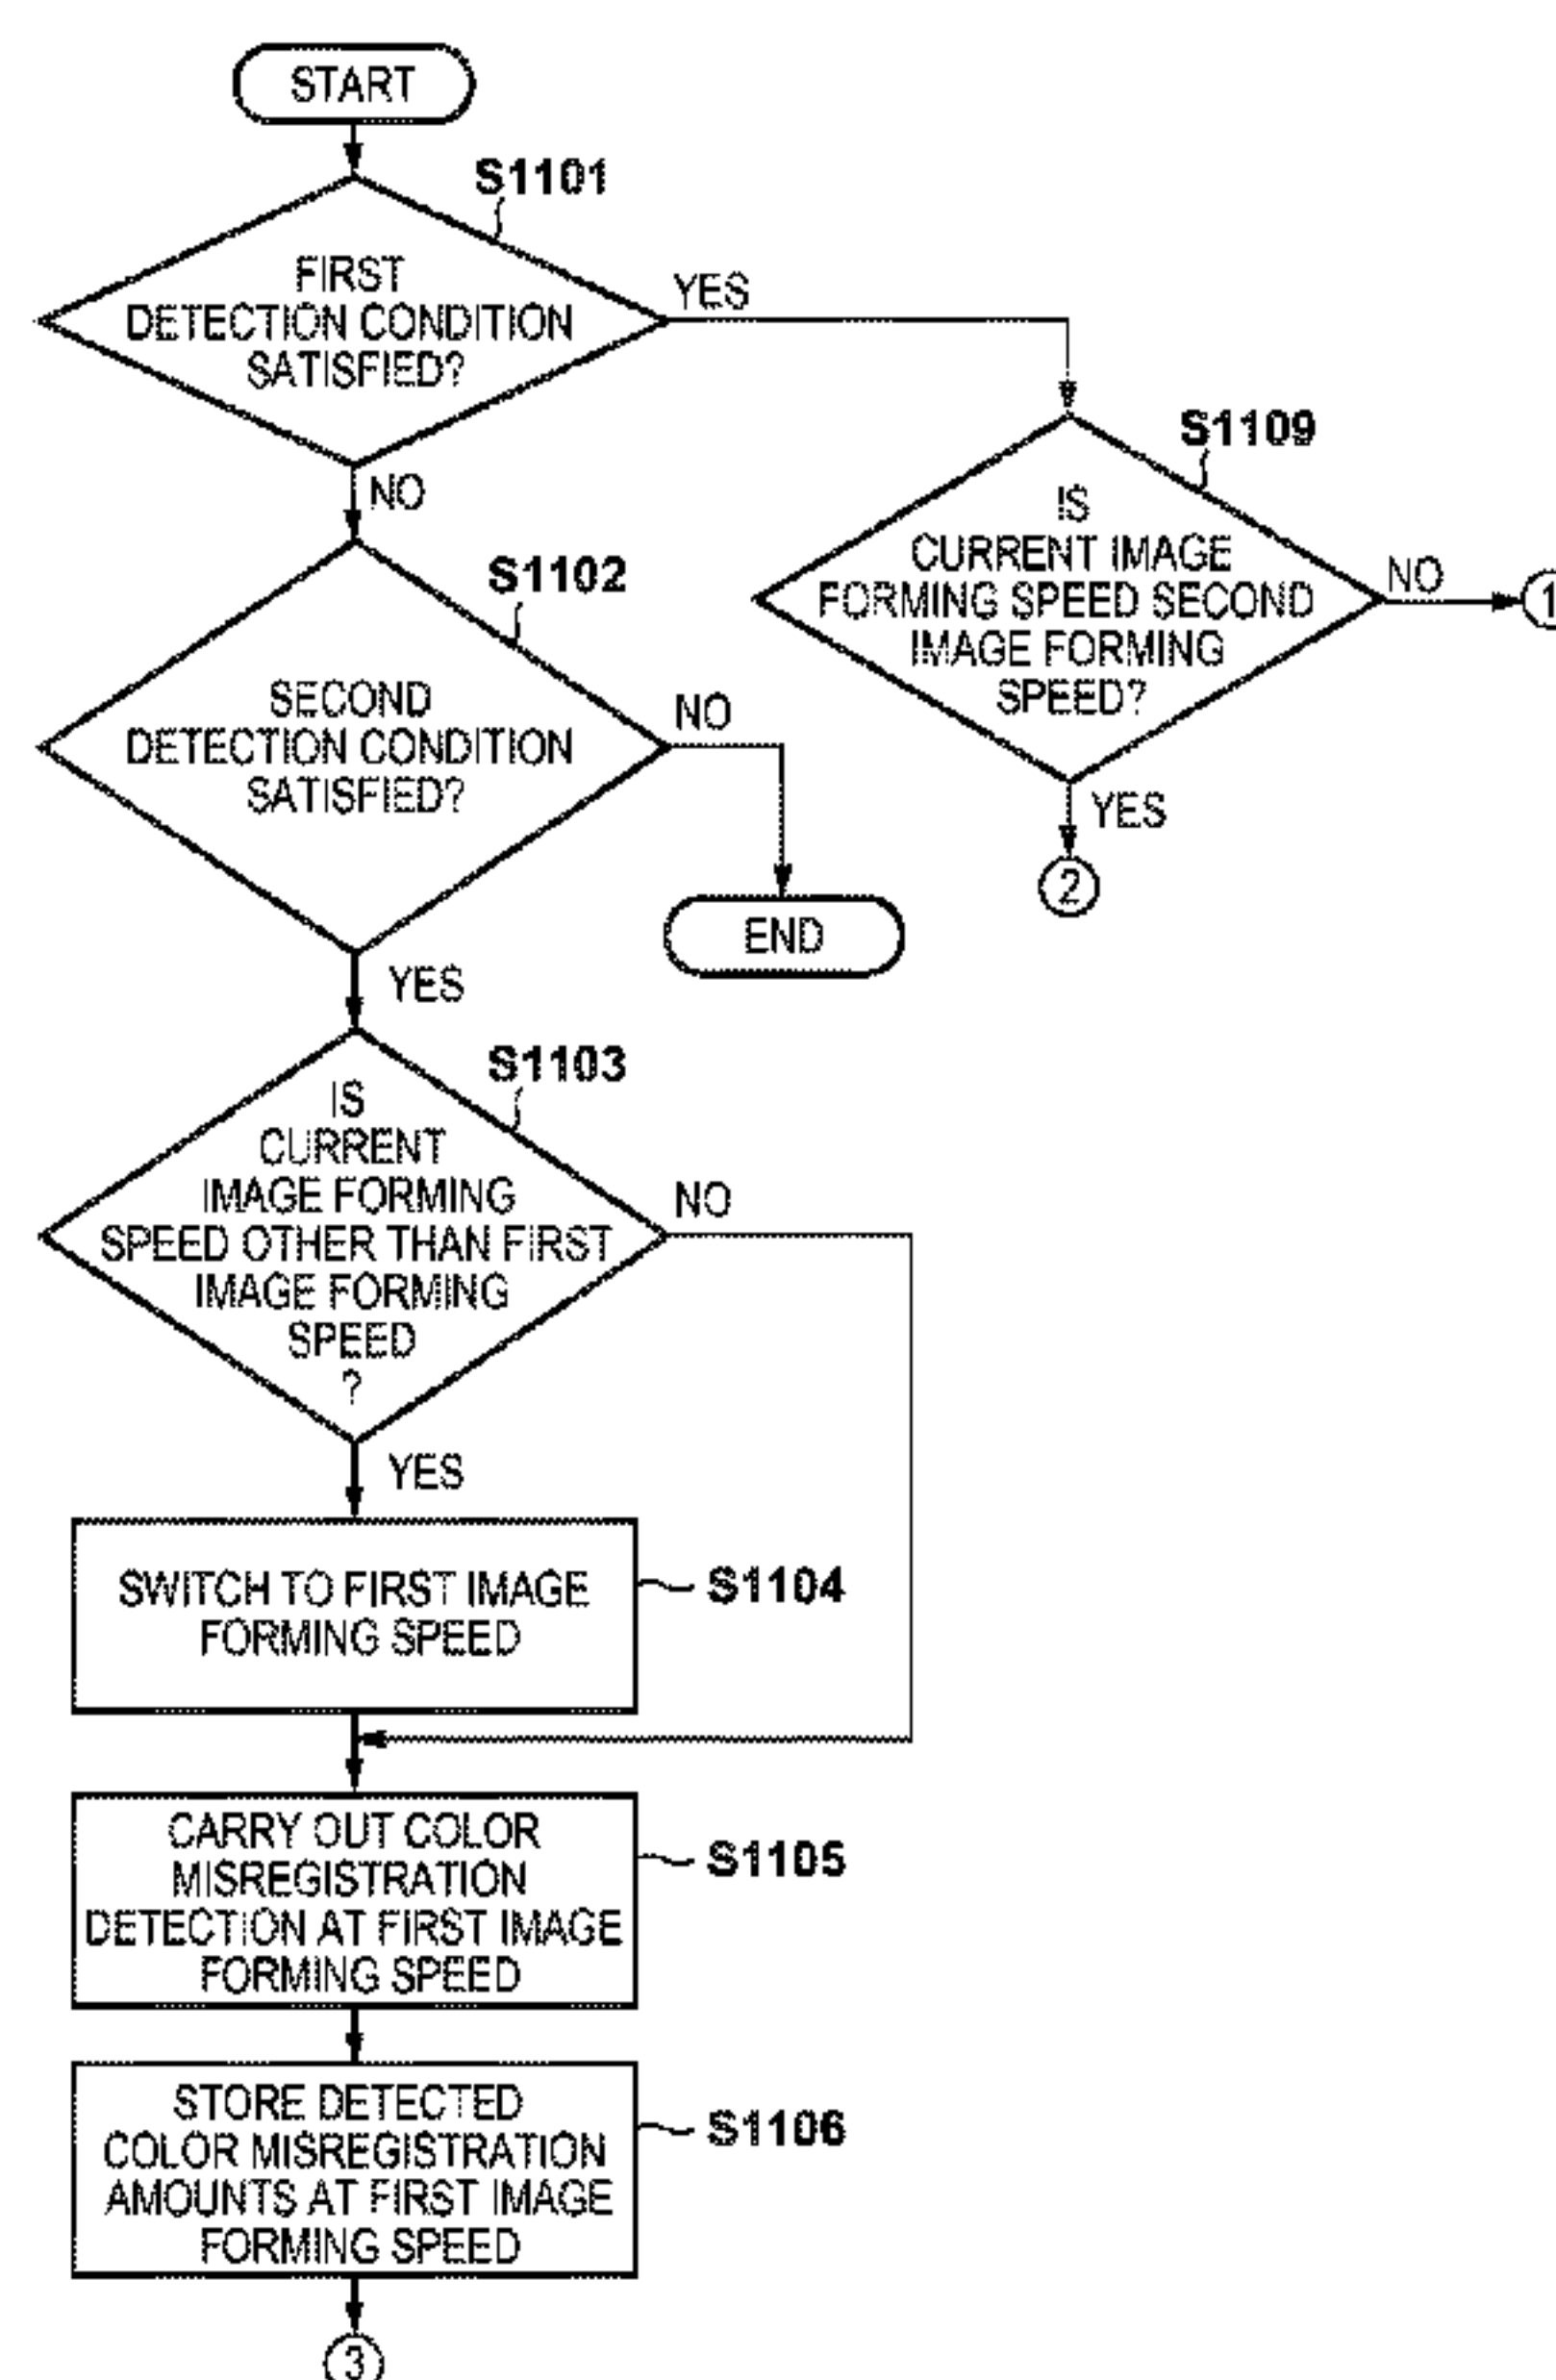 START
S1101
FIRST
DETECTION CONDITION
SATISFIED?
YES
NO
S1109
IS
CURRENT IMAGE
FORMING SPEED SECOND
IMAGE FORMING
SPEED?
NO
1
YES
2
S1102
SECOND
DETECTION CONDITION
SATISFIED?
NO
END
YES
S1103
IS
CURRENT
IMAGE FORMING
SPEED OTHER THAN FIRST
IMAGE FORMING
SPEED
?
NO
YES
SWITCH TO FIRST IMAGE
FORMING SPEED
S1104
CARRY OUT COLOR
MISREGISTRATION
DETECTION AT FIRST IMAGE
FORMING SPEED
S1105
STORE DETECTED
COLOR MISREGISTRATION
AMOUNTS AT FIRST IMAGE
FORMING SPEED
S1106
3